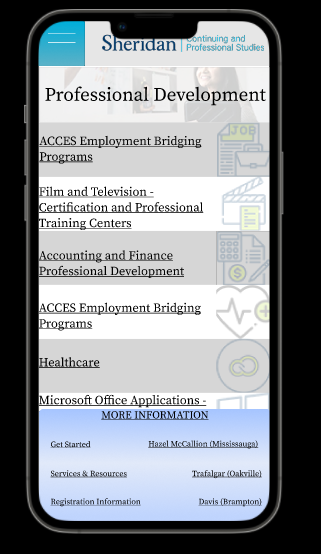 Sheridan
Continuing and
Professional Studies
Professional Development
ACCES Employment Bridging
Programs
JOB
Film and Television -
Certification and Professional
Training Centers
Accounting and Finance
Professional Development
$
ACCES Employment Bridging
Programs
Healthcare
Microsoft Office Applications -
MORE INFORMATION
Get Started
Hazel McCallion (Mississauga)
Services & Resources
Trafalgar (Oakville)
Registration Information
Davis (Brampton)